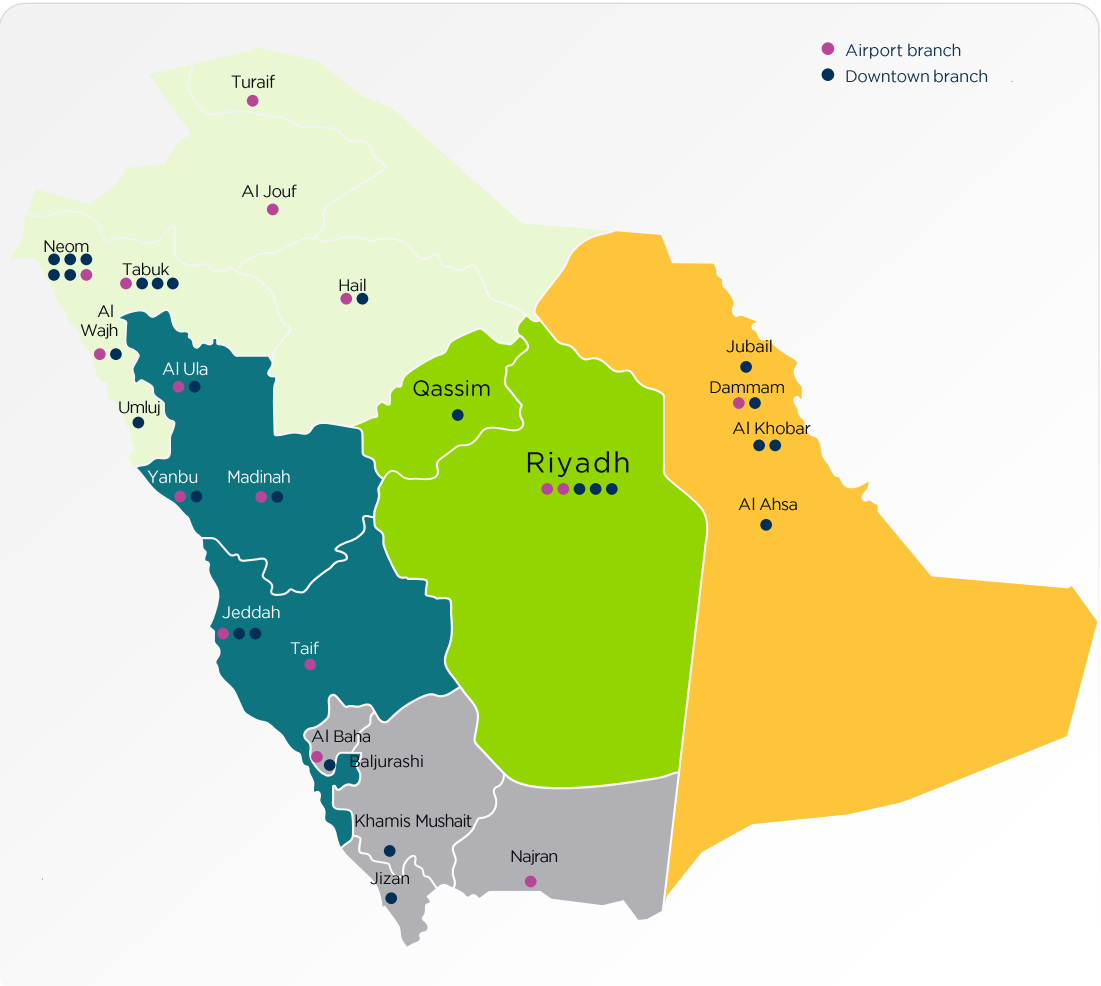 Airport branch
Downtown branch
Turaif
Al Jouf
Neom
Tabuk
Hail
Al
Wajh
Al Ula
Umluj
Qassim
Jubail
Dammam
Al Khobar
Riyadh
Yanbu
Madinah
Al Ahsa
Jeddah
Taif
Al Baha
Baljurashi
Khamis Mushait
Najran
Jizan